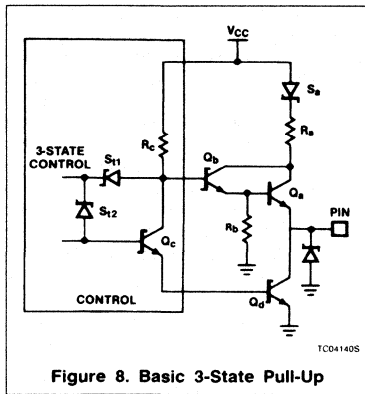 VCC
Sa
Ra
Rc
3-STATE
CONTROL
St1
Qb
Qa
St2
PIN
Rb
Qc
CONTROL
Qd
TC04140S
Figure 8. Basic 3-State Pull-Up